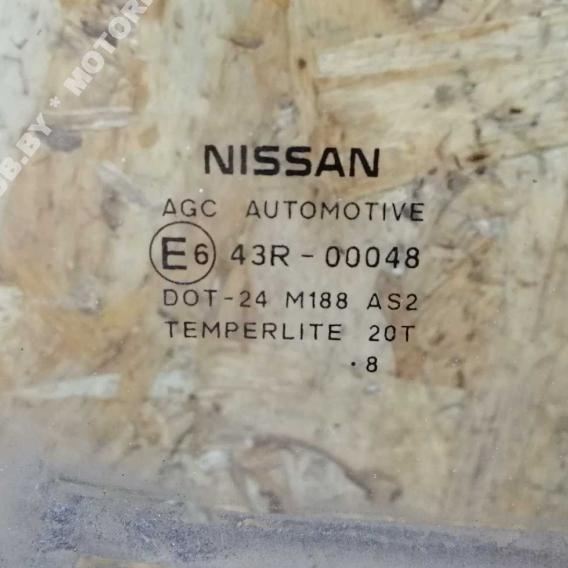 NISSAN
AGC AUTOMOTIVE
E6 43R-00048
DOT-24 M188 AS2
TEMPERLITE 20T
.8